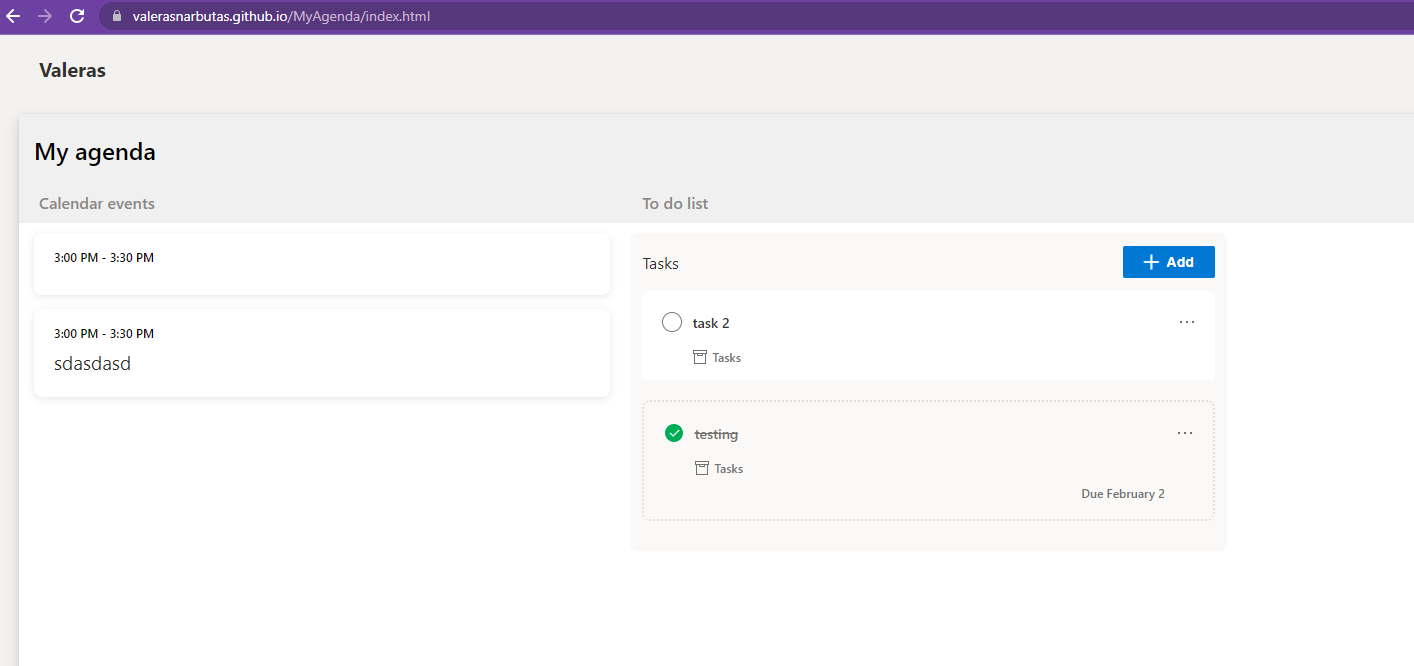 valerasnarbutas.github.io/MyAgenda/index.html
Valeras
My agenda
Calendar events
To do list
3:00 PM - 3:30 PM
3:00 PM - 3:30 PM
sdasdasd
Tasks
Add
task 2
Tasks
testing
Tasks
Due February 2